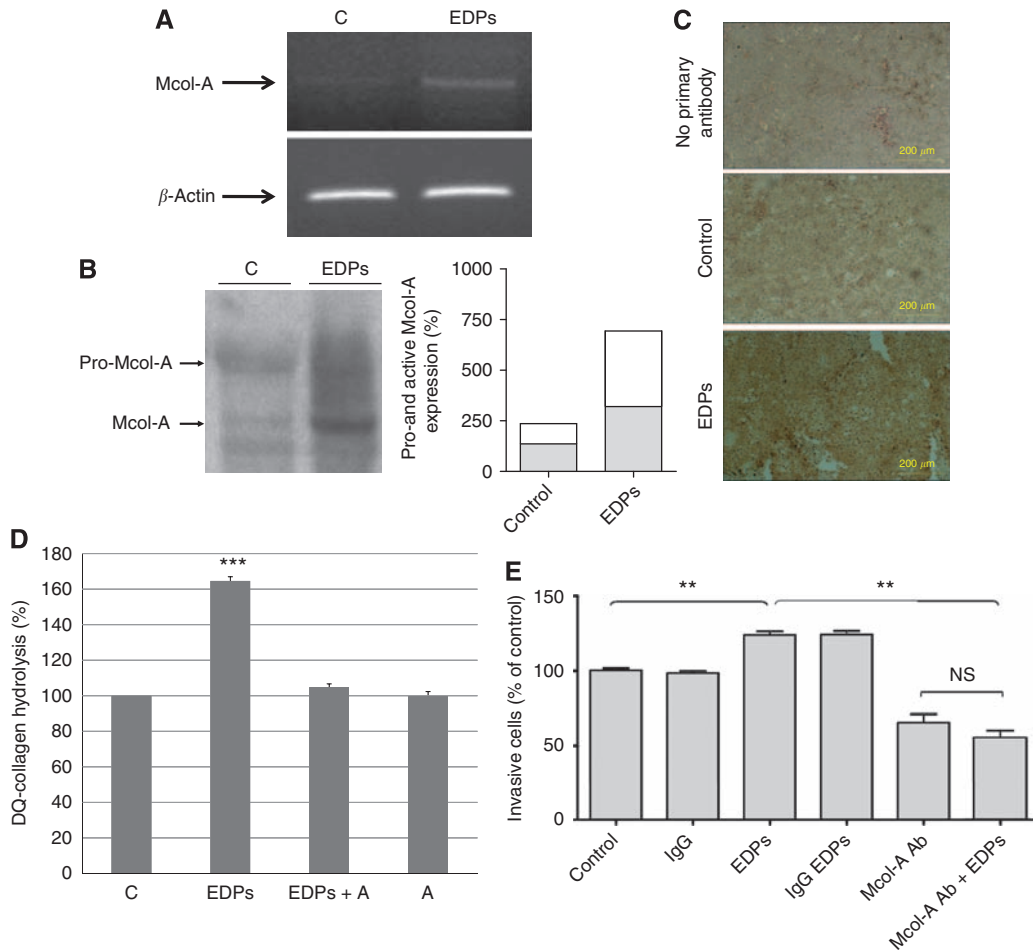 A
C EDPs
Mcol-A
β-Actin
B
C EDPs
Pro-Mcol-A
Mcol-A
Pro-and active Mcol-A
expression (%)
1000
750
500
250
0
Control
EDPs
C
No primary
antibody
200 μm
Control
200 μm
EDPs
200 μm
D
DQ-collagen hydrolysis (%)
180
160
140
120
100
80
60
40
20
0
***
C EDPs EDPs + A A
E
Invasive cells (% of control)
150
100
50
0
**
**
NS
Control
IgG
EDPs
IgG EDPs
Mcol-A Ab
Mcol-A Ab + EDPs